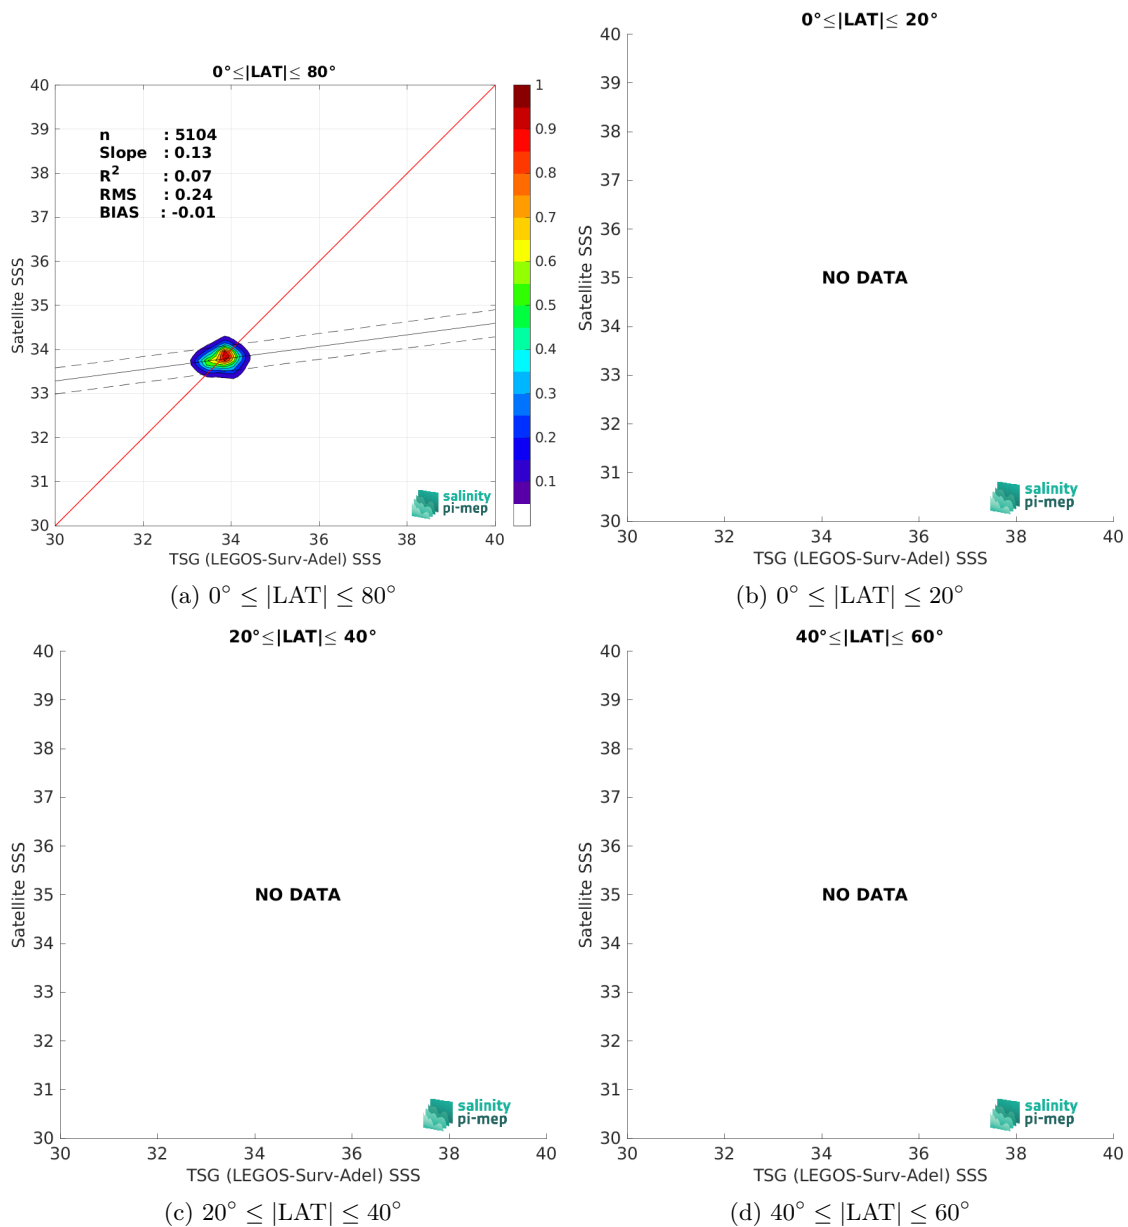 0°≤|LAT|≤ 80°
40
39
38
37
36
35
34
33
32
31
30
Satellite SSS
n : 5104
Slope : 0.13
R² : 0.07
RMS : 0.24
BIAS : -0.01
1
0.9
0.8
0.7
0.6
0.5
0.4
0.3
0.2
0.1
salinity
pi-mep
30 32 34 36 38 40
TSG (LEGOS-Surv-Adel) SSS
(a) 0° ≤ |LAT| ≤ 80°
0°≤|LAT|≤ 20°
40
39
38
37
36
35
34
33
32
31
30
Satellite SSS
NO DATA
salinity
pi-mep
30 32 34 36 38 40
TSG (LEGOS-Surv-Adel) SSS
(b) 0° ≤ |LAT| ≤ 20°
20°≤|LAT|≤ 40°
40
39
38
37
36
35
34
33
32
31
30
Satellite SSS
NO DATA
salinity
pi-mep
30 32 34 36 38 40
TSG (LEGOS-Surv-Adel) SSS
(c) 20° ≤ |LAT| ≤ 40°
40°≤|LAT|≤ 60°
40
39
38
37
36
35
34
33
32
31
30
Satellite SSS
NO DATA
salinity
pi-mep
30 32 34 36 38 40
TSG (LEGOS-Surv-Adel) SSS
(d) 40° ≤ |LAT| ≤ 60°